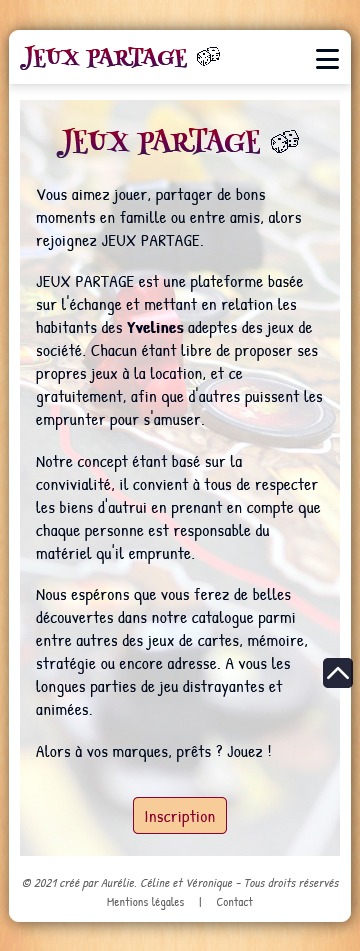 JEUX PARTAGE
JEUX PARTAGE
Vous aimez jouer, partager de bons
moments en famille ou entre amis, alors
rejoignez JEUX PARTAGE.
JEUX PARTAGE est une plateforme basée
sur l'échange et mettant en relation les
habitants des Yvelines adeptes des jeux de
société. Chacun étant libre de proposer ses
propres jeux à la location, et ce
gratuitement, afin que d'autres puissent les
emprunter pour s'amuser.
Notre concept étant basé sur la
convivialité, il convient à tous de respecter
les biens d'autrui en prenant en compte que
chaque personne est responsable du
matériel qu'il emprunte.
Nous espérons que vous ferez de belles
découvertes dans notre catalogue parmi
entre autres des jeux de cartes, mémoire,
stratégie ou encore adresse. A vous les
longues parties de jeu distrayantes et
animées.
Alors à vos marques, prêts ? Jouez !
Inscription
© 2021 créé par Aurélie, Céline et Véronique - Tous droits réservés
Mentions légales | Contact